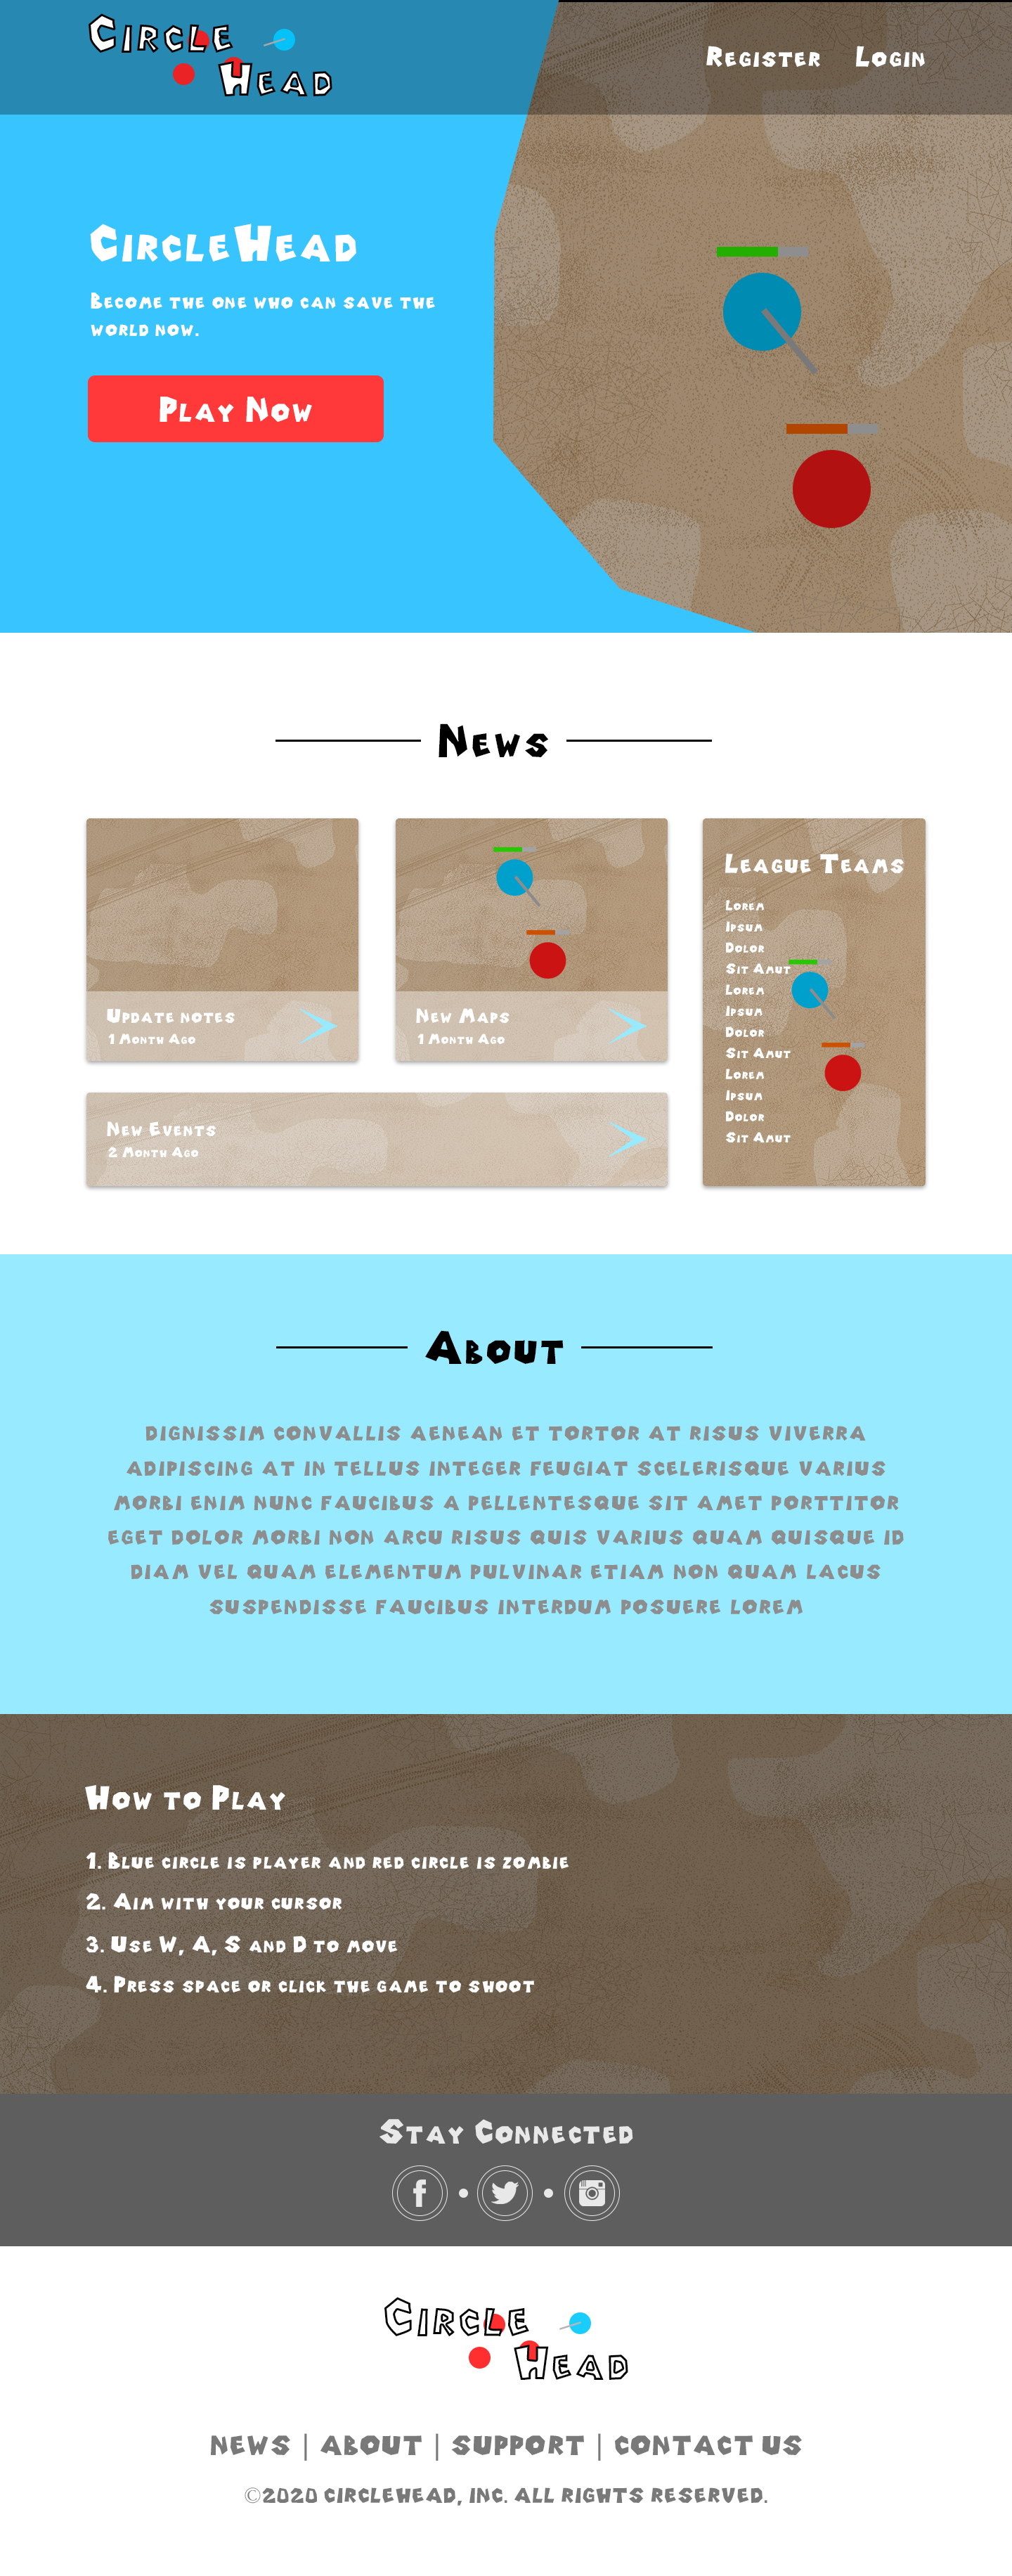 Circle
Head
Register Login
CircleHead
Become the one who can save the
world now.
Play Now
News
Update notes
1 Month Ago
New Maps
1 Month Ago
New Events
2 Month Ago
League Teams
Lorem
Ipsum
Dolor
Sit Amut
Lorem
Ipsum
Dolor
Sit Amut
Lorem
Ipsum
Dolor
Sit Amut
About
DIGNISSIM CONVALLIS AENEAN ET TORTOR AT RISUS VIVERRA
ADIPISCING AT IN TELLUS INTEGER FEUGIAT SCELERISQUE VARIUS
MORBI ENIM NUNC FAUCIBUS A PELLENTESQUE SIT AMET PORTTITOR
EGET DOLOR MORBI NON ARCU RISUS QUIS VARIUS QUAM QUISQUE ID
DIAM VEL QUAM ELEMENTUM PULVINAR ETIAM NON QUAM LACUS
SUSPENDISSE FAUCIBUS INTERDUM POSUERE LOREM
How to Play
1. Blue circle is player and red circle is zombie
2. Aim with your cursor
3. Use W, A, S and D to move
4. Press space or click the game to shoot
Stay Connected
Circle
Head
NEWS | ABOUT | SUPPORT | CONTACT US
©2020 CIRCLEHEAD, INC. ALL RIGHTS RESERVED.